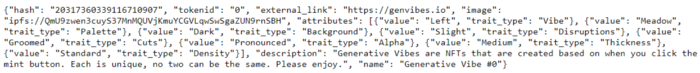 {"hash": "20317360339116710907", "tokenid": "0", "external_link": "https://genvibes.io", "image":
"ipfs://QmU9zwen3cuyS37MnMQUVjKmuYCGVLqwSwSgaZUN9rnSBH", "attributes": [{"value": "Left", "trait_type": "Vibe"}, {"value": "Meadow",
"trait_type": "Palette"}, {"value": "Dark", "trait_type": "Background"}, {"value": "Slight", "trait_type": "Disruptions"}, {"value":
"Groomed", "trait_type": "Cuts"}, {"value": "Pronounced", "trait_type": "Alpha"}, {"value": "Medium", "trait_type": "Thickness"},
{"value": "Standard", "trait_type": "Density"}], "description": "Generative Vibes are NFTs that are created based on when you click the
mint button. Each is unique, no two can be the same. Please enjoy.", "name": "Generative Vibe #0"}